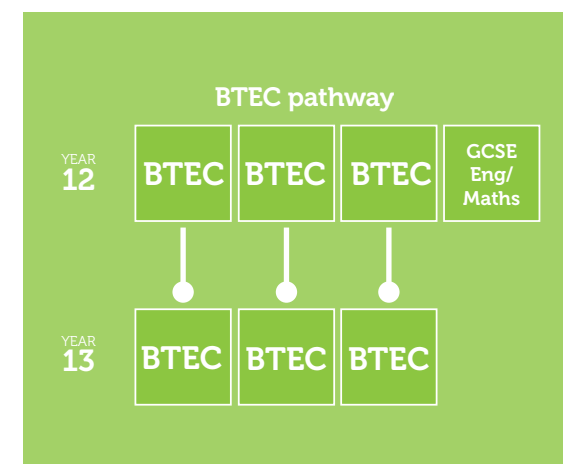 BTEC pathway
YEAR
12
BTEC
BTEC
BTEC
GCSE
Eng/
Maths
YEAR
13
BTEC
BTEC
BTEC